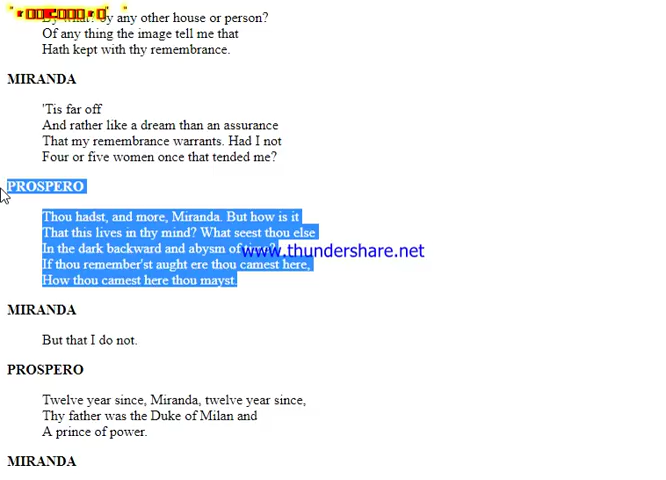 By what? by any other house or person?
Of any thing the image tell me that
Hath kept with thy remembrance.
MIRANDA
'Tis far off
And rather like a dream than an assurance
That my remembrance warrants. Had I not
Four or five women once that tended me?
PROSPERO
Thou hadst, and more, Miranda. But how is it
That this lives in thy mind? What seest thou else
In the dark backward and abysm of time?
www.thundershare.net
If thou remember'st aught ere thou camest here,
How thou camest here thou mayst.
MIRANDA
But that I do not.
PROSPERO
Twelve year since, Miranda, twelve year since,
Thy father was the Duke of Milan and
A prince of power.
MIRANDA